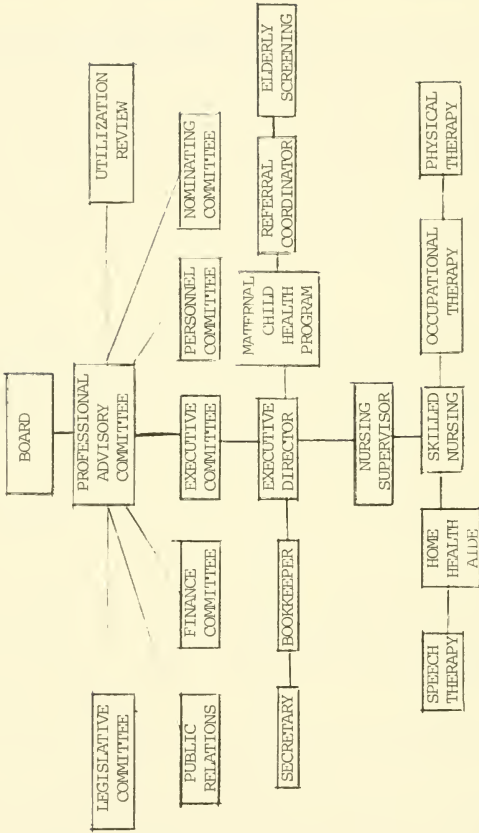 BOARD
PROFESSIONAL
ADVISORY
COMMITTEE
UTILIZATION
REVIEW
LEGISLATIVE
COMMITTEE
PUBLIC
RELATIONS
FINANCE
COMMITTEE
EXECUTIVE
COMMITTEE
PERSONNEL
COMMITTEE
NOMINATING
COMMITTEE
SECRETARY
BOOKKEEPER
EXECUTIVE
DIRECTOR
MATERNAL
CHILD
HEALTH
PROGRAM
REFERRAL
COORDINATOR
ELDERLY
SCREENING
NURSING
SUPERVISOR
SPEECH
THERAPY
HOME
HEALTH
AIDE
SKILLED
NURSING
OCCUPATIONAL
THERAPY
PHYSICAL
THERAPY